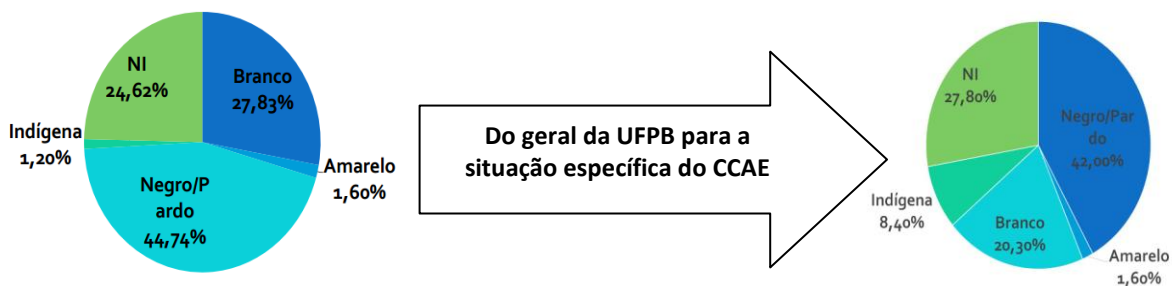 NI
24,62%
Branco
27,83%
Indígena
1,20%
Amarelo
1,60%
Negro/P
ardo
44,74%
Do geral da UFPB para a
situação específica do CCAE
NI
27,80%
Negro/Par
do
42,00%
Indígena
8,40%
Branco
20,30%
Amarelo
1,60%